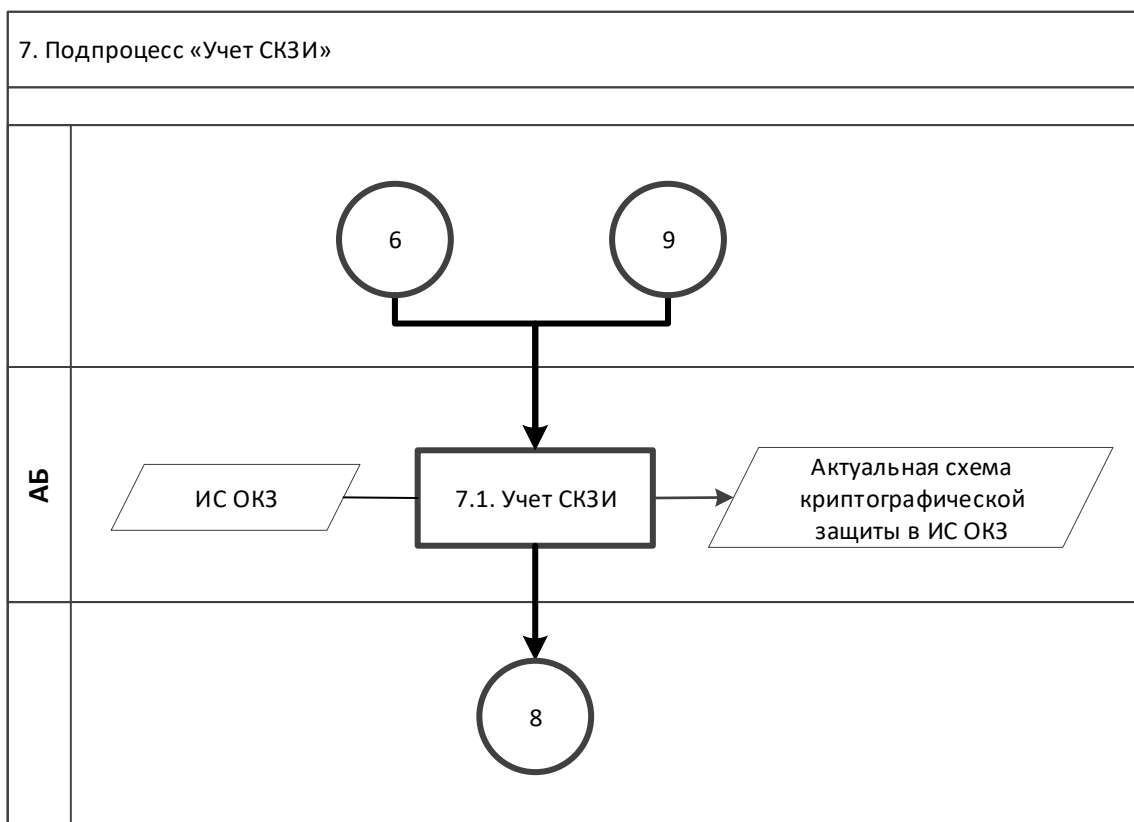 7. Подпроцесс «Учет СКЗИ»
6
9
АБ
ИС ОКЗ
7.1. Учет СКЗИ
Актуальная схема
криптографической
защиты в ИС ОКЗ
8